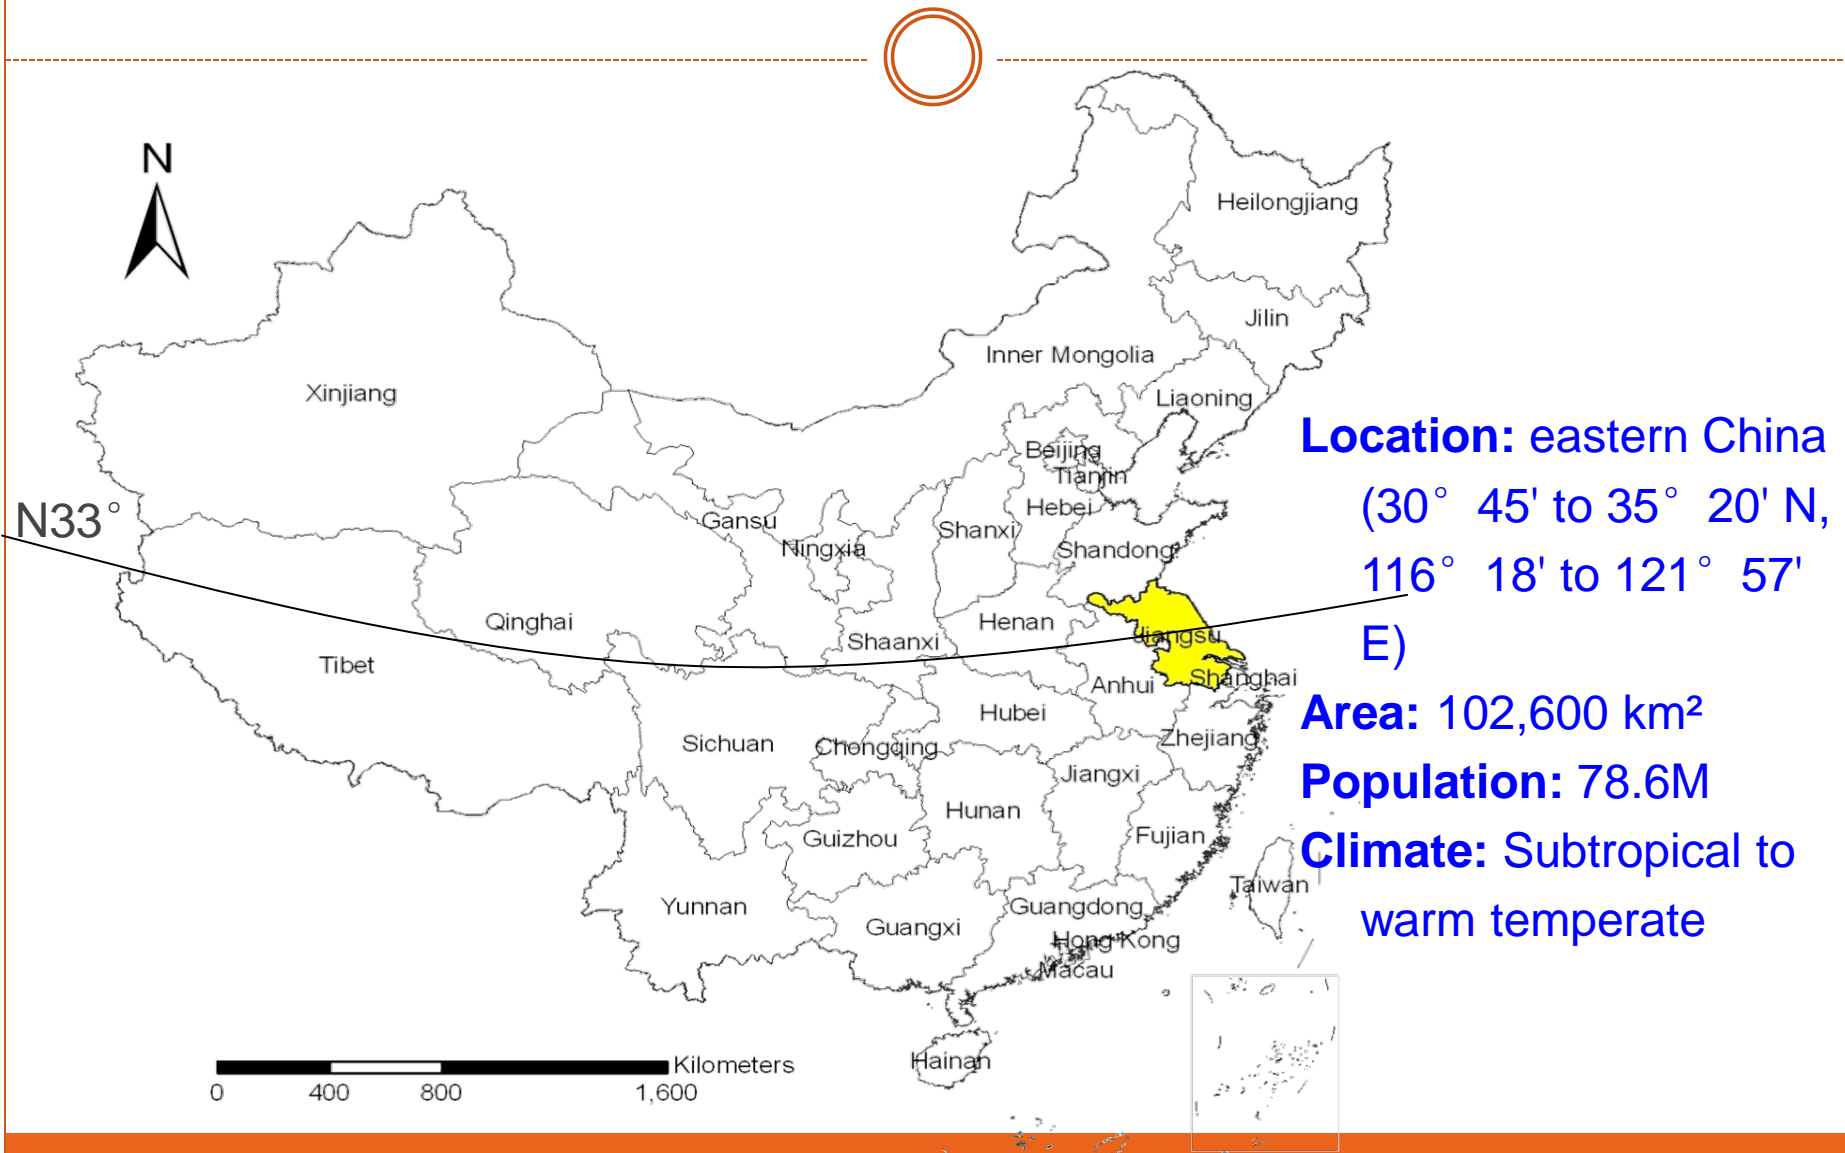 N
Heilongjiang
Jilin
Inner Mongolia
Xinjiang
Liaoning
Beijing
Tianjin
Hebei
N33°
Gansu
Ningxia
Shanxi
Shandong
Qinghai
Shaanxi
Henan
Jiangsu
Tibet
Anhui
Shanghai
Hubei
Sichuan
Chongqing
Zhejiang
Jiangxi
Hunan
Guizhou
Fujian
Taiwan
Yunnan
Guangxi
Guangdong
Hong Kong
Macau
Hainan
Kilometers
0 400 800 1,600
Location: eastern China
(30° 45' to 35° 20' N,
116° 18' to 121° 57'
E)
Area: 102,600 km²
Population: 78.6M
Climate: Subtropical to
warm temperate